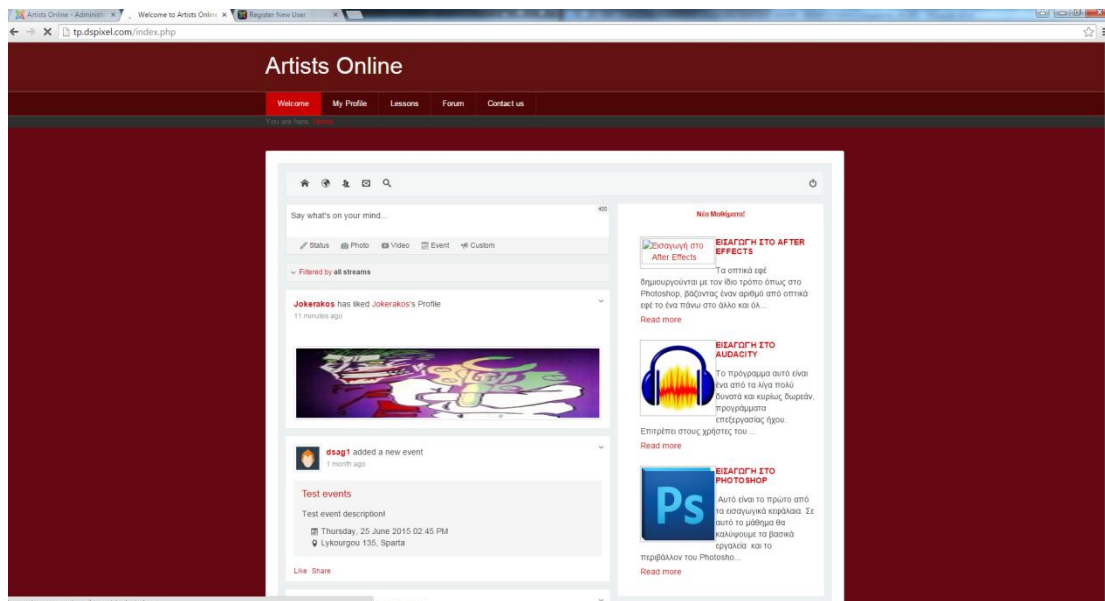 Artists Online - Administr
Welcome to Artists Onlin
Register New User
tp.dspixel.com/index.php
Artists Online
Welcome My Profile Lessons Forum Contact us
You are here: Home
Say what's on your mind...
400
Status Photo Video Event Custom
Filtered by all streams
Jokerakos has liked Jokerakos's Profile
11 minutes ago
dsag1 added a new event
1 month ago
Test events
Test event description!
Thursday, 25 June 2015 02:45 PM
Lykourgou 135, Sparta
Like Share
Νέα Μαθήματα!
Εισαγωγή στο
After Effects
ΕΙΣΑΓΩΓΗ ΣΤΟ AFTER
EFFECTS
Τα οπτικά εφέ
δημιουργούνται με τον ίδιο τρόπο όπως στο
Photoshop, βάζοντας έναν αριθμό από οπτικά
εφέ το ένα πάνω στο άλλο και όλ...
Read more
ΕΙΣΑΓΩΓΗ ΣΤΟ
AUDACITY
Το πρόγραμμα αυτό είναι
ένα από τα λίγα πολύ
δυνατά και κυρίως δωρεάν,
προγράμματα
επεξεργασίας ήχου.
Επιτρέπει στους χρήστες του ...
Read more
Ps
ΕΙΣΑΓΩΓΗ ΣΤΟ
PHOTOSHOP
Αυτό είναι το πρώτο από
τα εισαγωγικά κεφάλαια. Σε
αυτό το μάθημα θα
καλύψουμε τα βασικά
εργαλεία και το
περιβάλλον του Photosho...
Read more